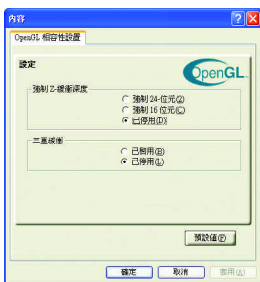 內容
OpenGL 相容性設置
設定
OpenGL
強制 Z-緩衝深度
強制 24-位元(2)
強制 16 位元(C)
已停用(D)
三重緩衝
已啟用(B)
已停用(L)
預設值(F)
確定
取消
套用(A)